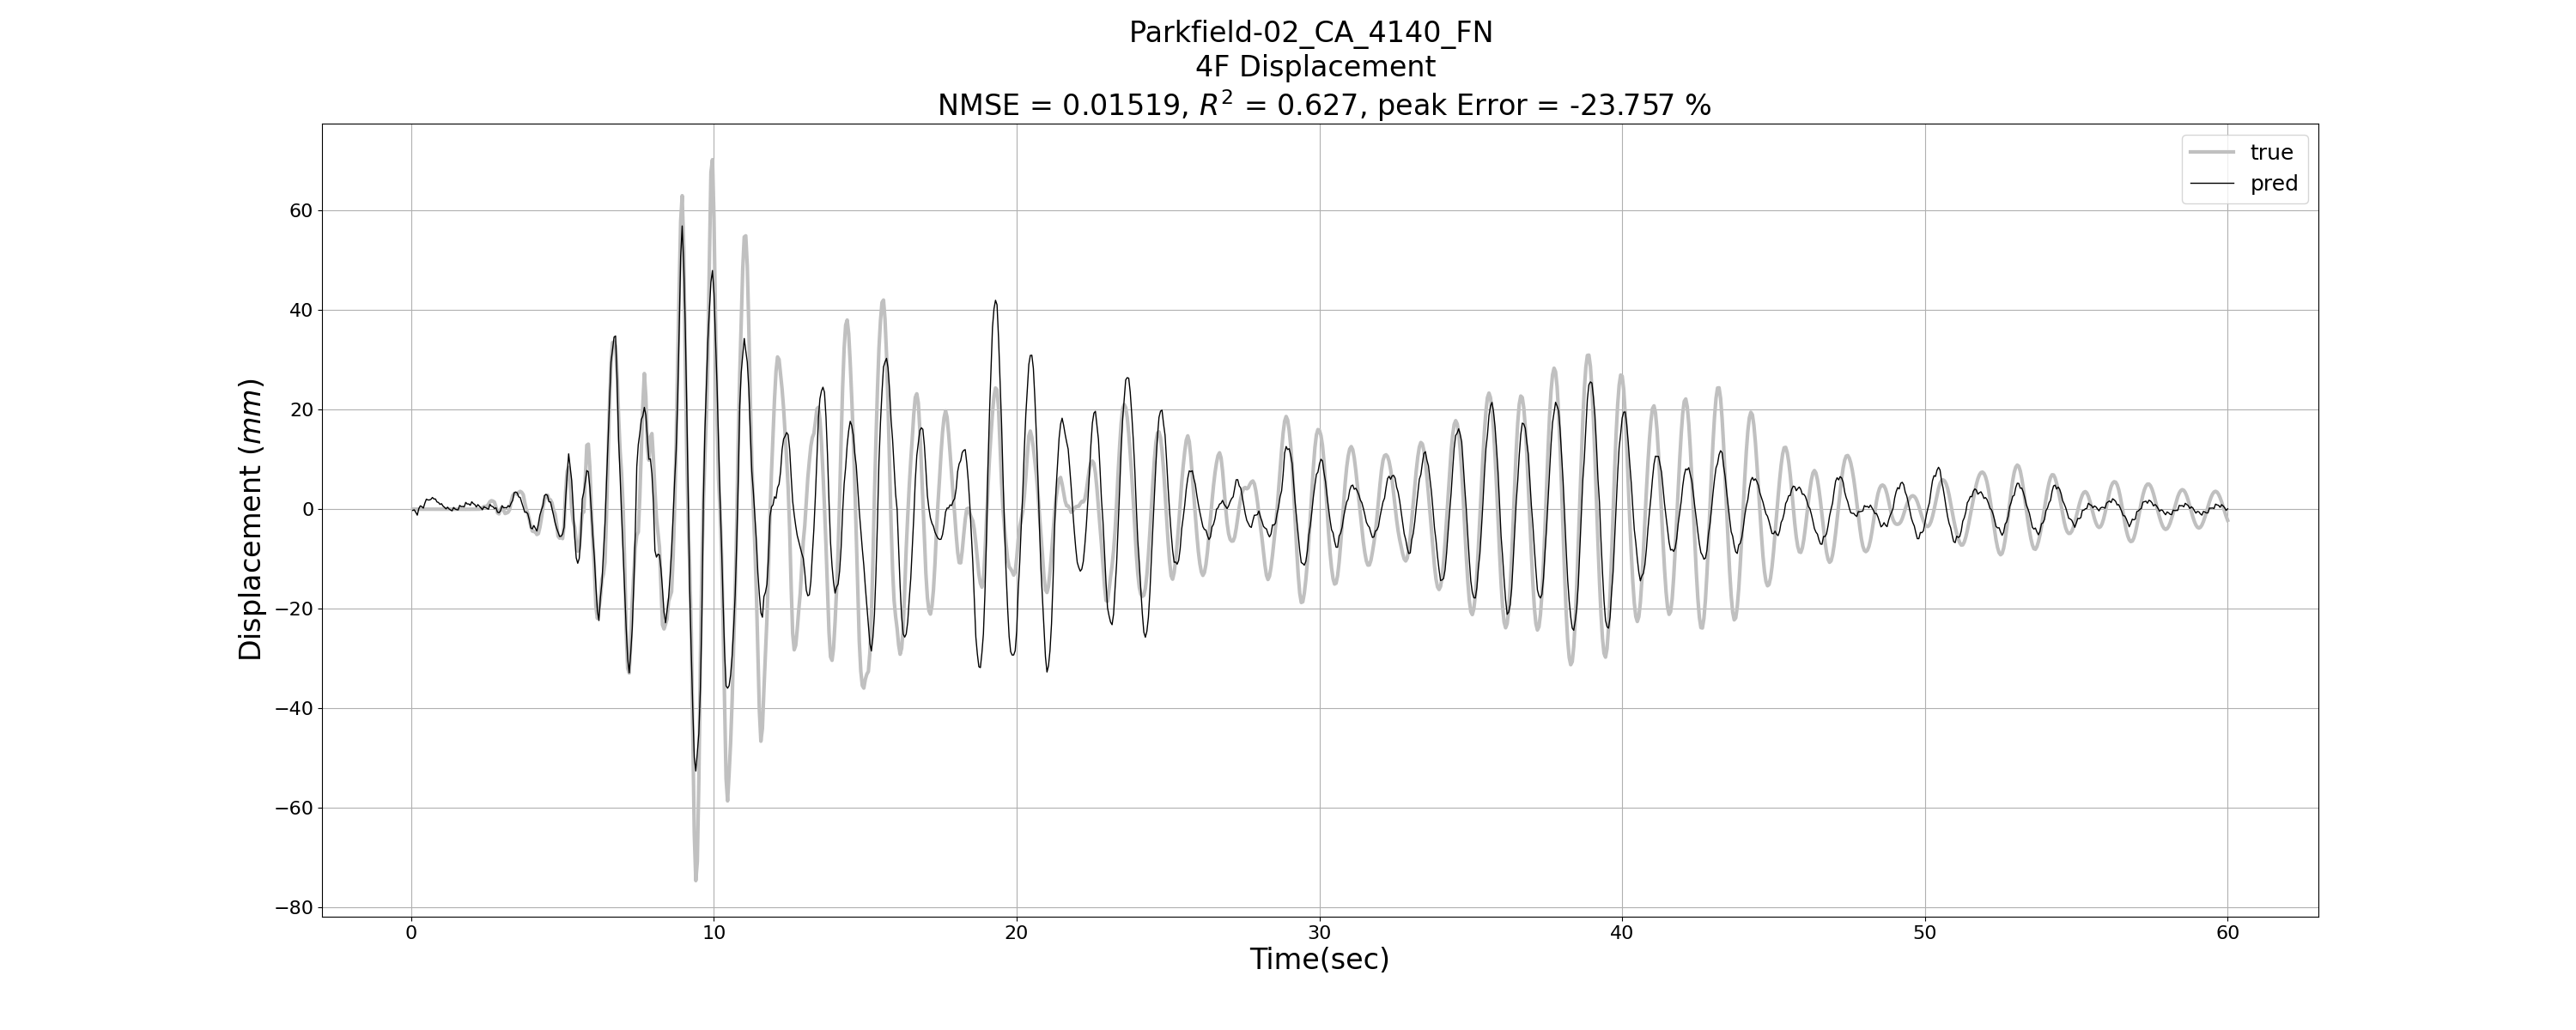 Parkfield-02_CA_4140_FN
4F Displacement
NMSE = 0.01519, R² = 0.627, peak Error = -23.757 %
true
pred
60
40
20
0
−20
−40
−60
−80
Displacement (mm)
0 10 20 30 40 50 60
Time(sec)